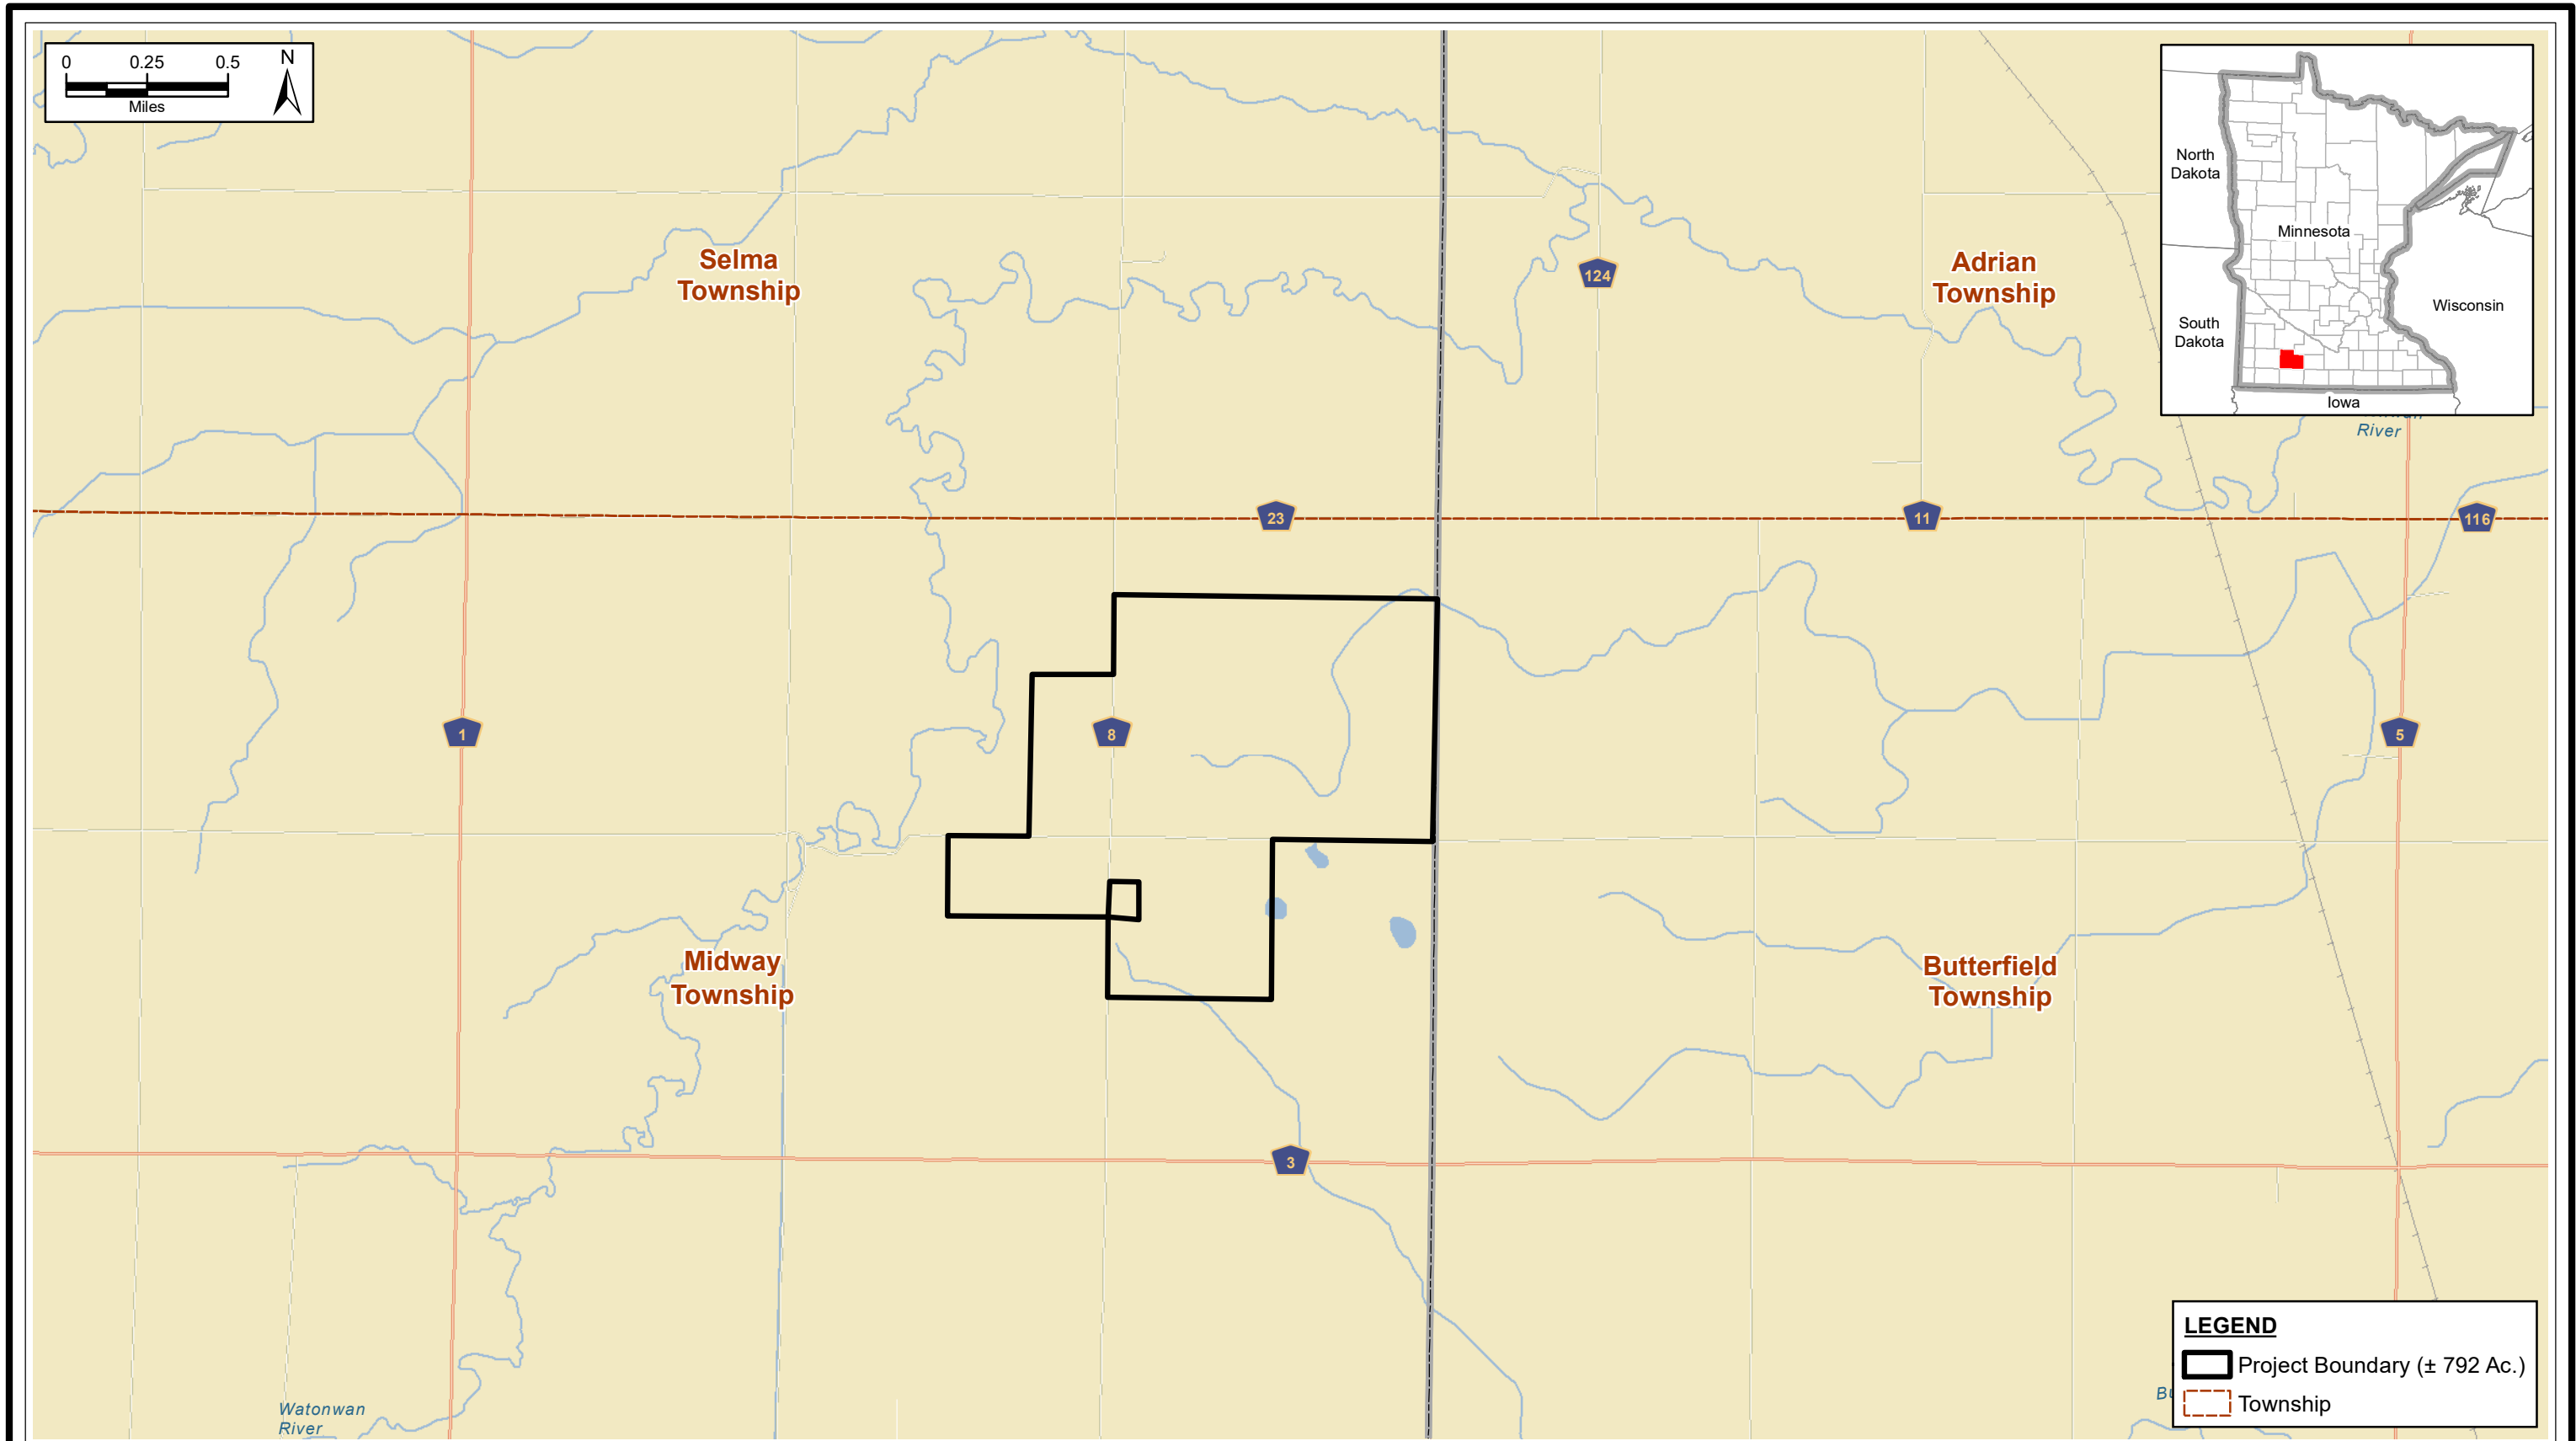 0 0.25 0.5
Miles
N
North
Dakota
Minnesota
Wisconsin
South
Dakota
Iowa
Selma
Township
124
Adrian
Township
River
23
11
116
1
8
5
Midway
Township
Butterfield
Township
3
Watonwan
River
LEGEND
Project Boundary (± 792 Ac.)
Township